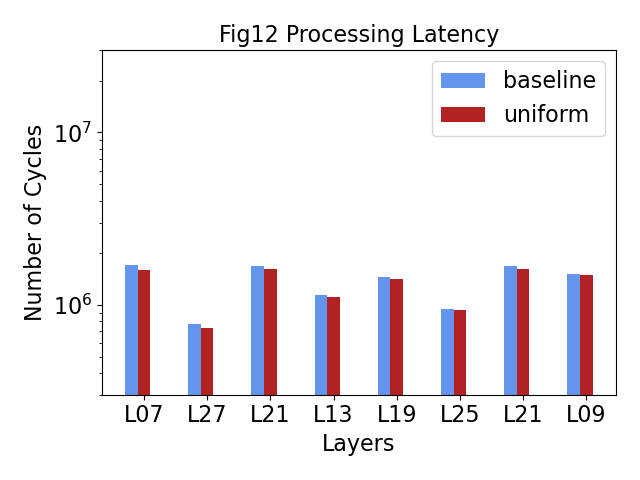 Fig12 Processing Latency
baseline
uniform
Number of Cycles
10⁷
10⁶
L07 L27 L21 L13 L19 L25 L21 L09
Layers